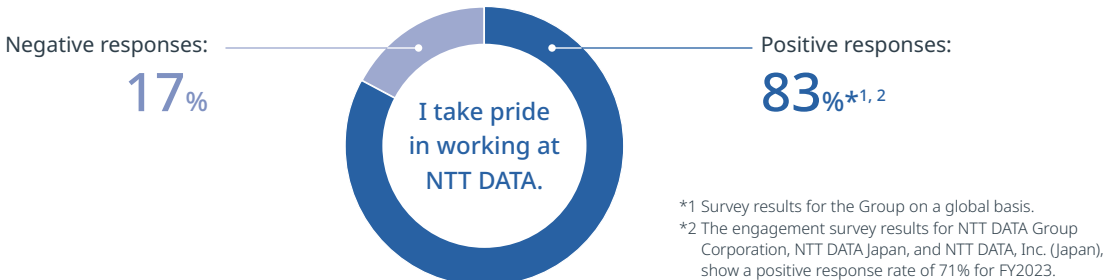 Negative responses:
17%
I take pride
in working at
NTT DATA.
Positive responses:
83%*1, 2
*1 Survey results for the Group on a global basis.
*2 The engagement survey results for NTT DATA Group
Corporation, NTT DATA Japan, and NTT DATA, Inc. (Japan),
show a positive response rate of 71% for FY2023.